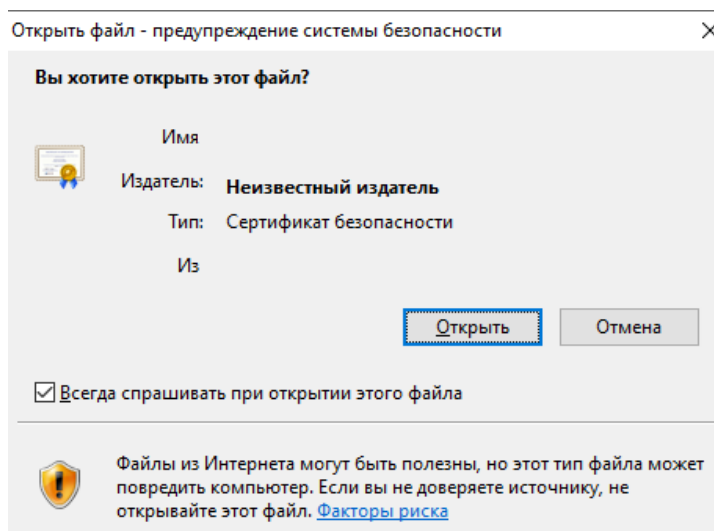 Открыть файл - предупреждение системы безопасности
Вы хотите открыть этот файл?
Имя
Издатель: Неизвестный издатель
Тип: Сертификат безопасности
Из
Открыть Отмена
Всегда спрашивать при открытии этого файла
Файлы из Интернета могут быть полезны, но этот тип файла может
повредить компьютер. Если вы не доверяете источнику, не
открывайте этот файл. Факторы риска